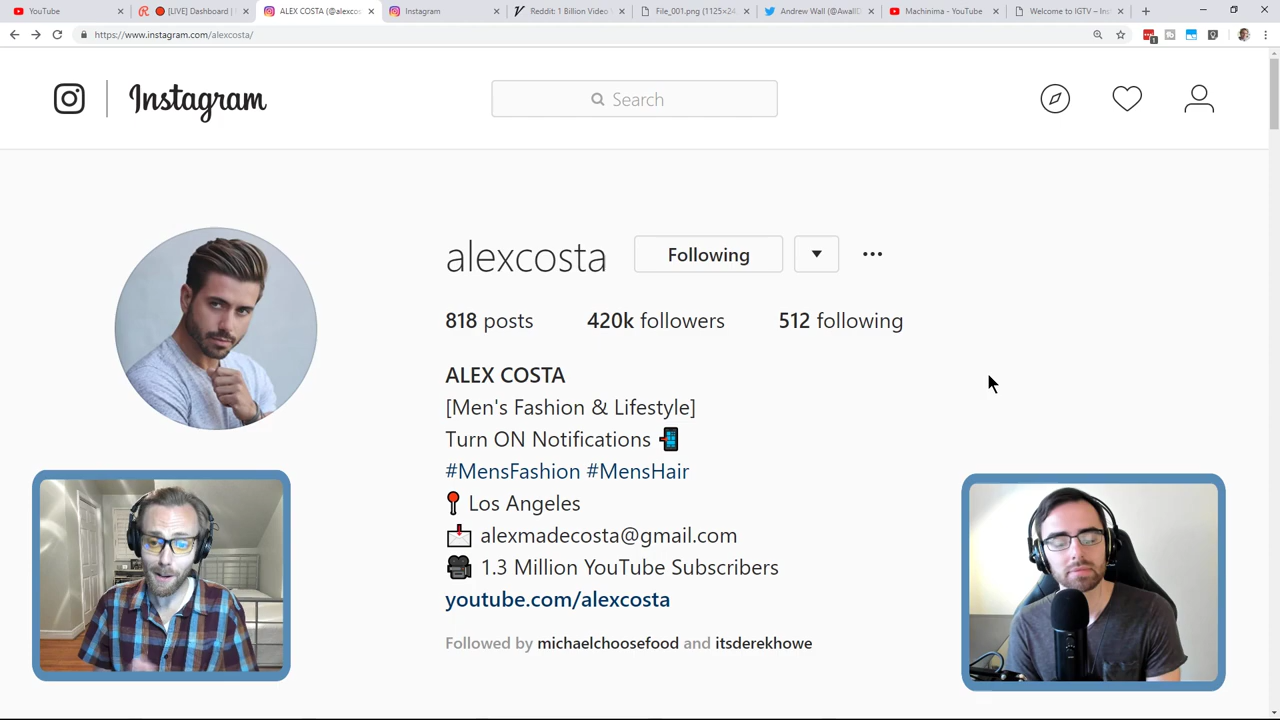 YouTube
[LIVE] Dashboard |
ALEX COSTA (@alexcos
Instagram
Reddit: 1 Billion Video
File_001.png (1125×24
Andrew Wall (@AwallD
Machinima - YouTube
Welcome to IGTV – Ins
https://www.instagram.com/alexcosta/
1
Instagram
Search
alexcosta
Following
818 posts
420k followers
512 following
ALEX COSTA
[Men's Fashion & Lifestyle]
Turn ON Notifications
#MensFashion #MensHair
Los Angeles
alexmadecosta@gmail.com
1.3 Million YouTube Subscribers
youtube.com/alexcosta
Followed by michaelchoosefood and itsderekhowe